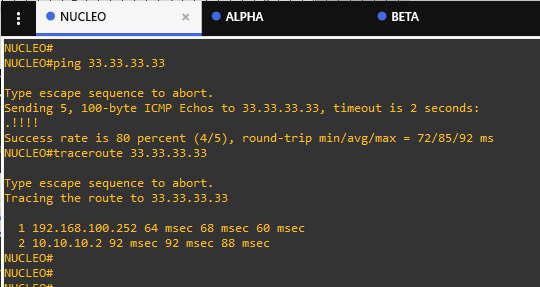 NUCLEO ALPHA BETA
NUCLEO#
NUCLEO#ping 33.33.33.33
Type escape sequence to abort.
Sending 5, 100-byte ICMP Echos to 33.33.33.33, timeout is 2 seconds:
.!!!!
Success rate is 80 percent (4/5), round-trip min/avg/max = 72/85/92 ms
NUCLEO#traceroute 33.33.33.33
Type escape sequence to abort.
Tracing the route to 33.33.33.33
1 192.168.100.252 64 msec 68 msec 60 msec
2 10.10.10.2 92 msec 92 msec 88 msec
NUCLEO#
NUCLEO#
NUCLEO#